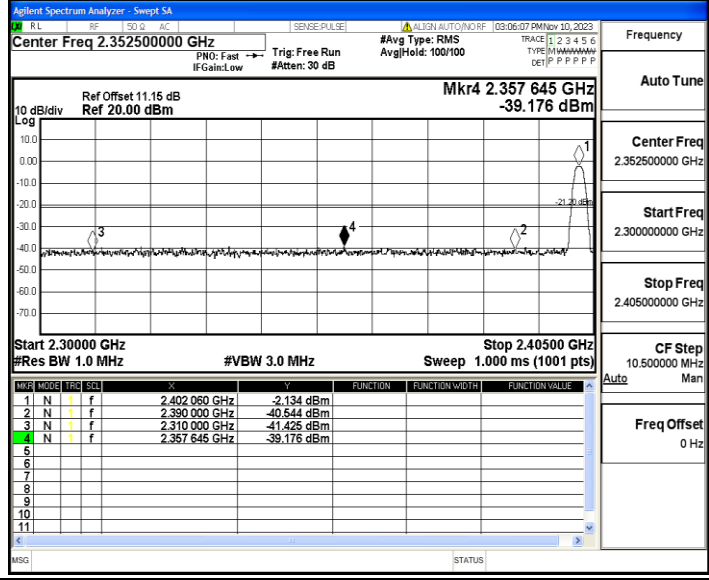 Agilent Spectrum Analyzer - Swept SA
RL RF 50 Ω AC SENSE:PULSE ALIGN AUTO/NO RF 03:06:07 PM Nov 10, 2023
Center Freq 2.352500000 GHz
PNO: Fast
IFGain:Low
Trig: Free Run
#Atten: 30 dB
#Avg Type: RMS
Avg|Hold: 100/100
TRACE 1 2 3 4 5 6
TYPE MWWWWW
DET P P P P P P
Mkr4 2.357 645 GHz
-39.176 dBm
Ref Offset 11.15 dB
10 dB/div Ref 20.00 dBm
Log
10.0
0.00
-10.0
-20.0
-30.0
-40.0
-50.0
-60.0
-70.0
1
-21.20 dBm
2
3
4
Start 2.30000 GHz Stop 2.40500 GHz
#Res BW 1.0 MHz #VBW 3.0 MHz Sweep 1.000 ms (1001 pts)
MKR MODE TRC SCL X Y FUNCTION FUNCTION WIDTH FUNCTION VALUE
1 N 1 f 2.402 060 GHz -2.134 dBm
2 N 1 f 2.390 000 GHz -40.544 dBm
3 N 1 f 2.310 000 GHz -41.425 dBm
4 N 1 f 2.357 645 GHz -39.176 dBm
5
6
7
8
9
10
11
MSG STATUS
Frequency
Auto Tune
Center Freq
2.352500000 GHz
Start Freq
2.300000000 GHz
Stop Freq
2.405000000 GHz
CF Step
10.500000 MHz
Auto Man
Freq Offset
0 Hz